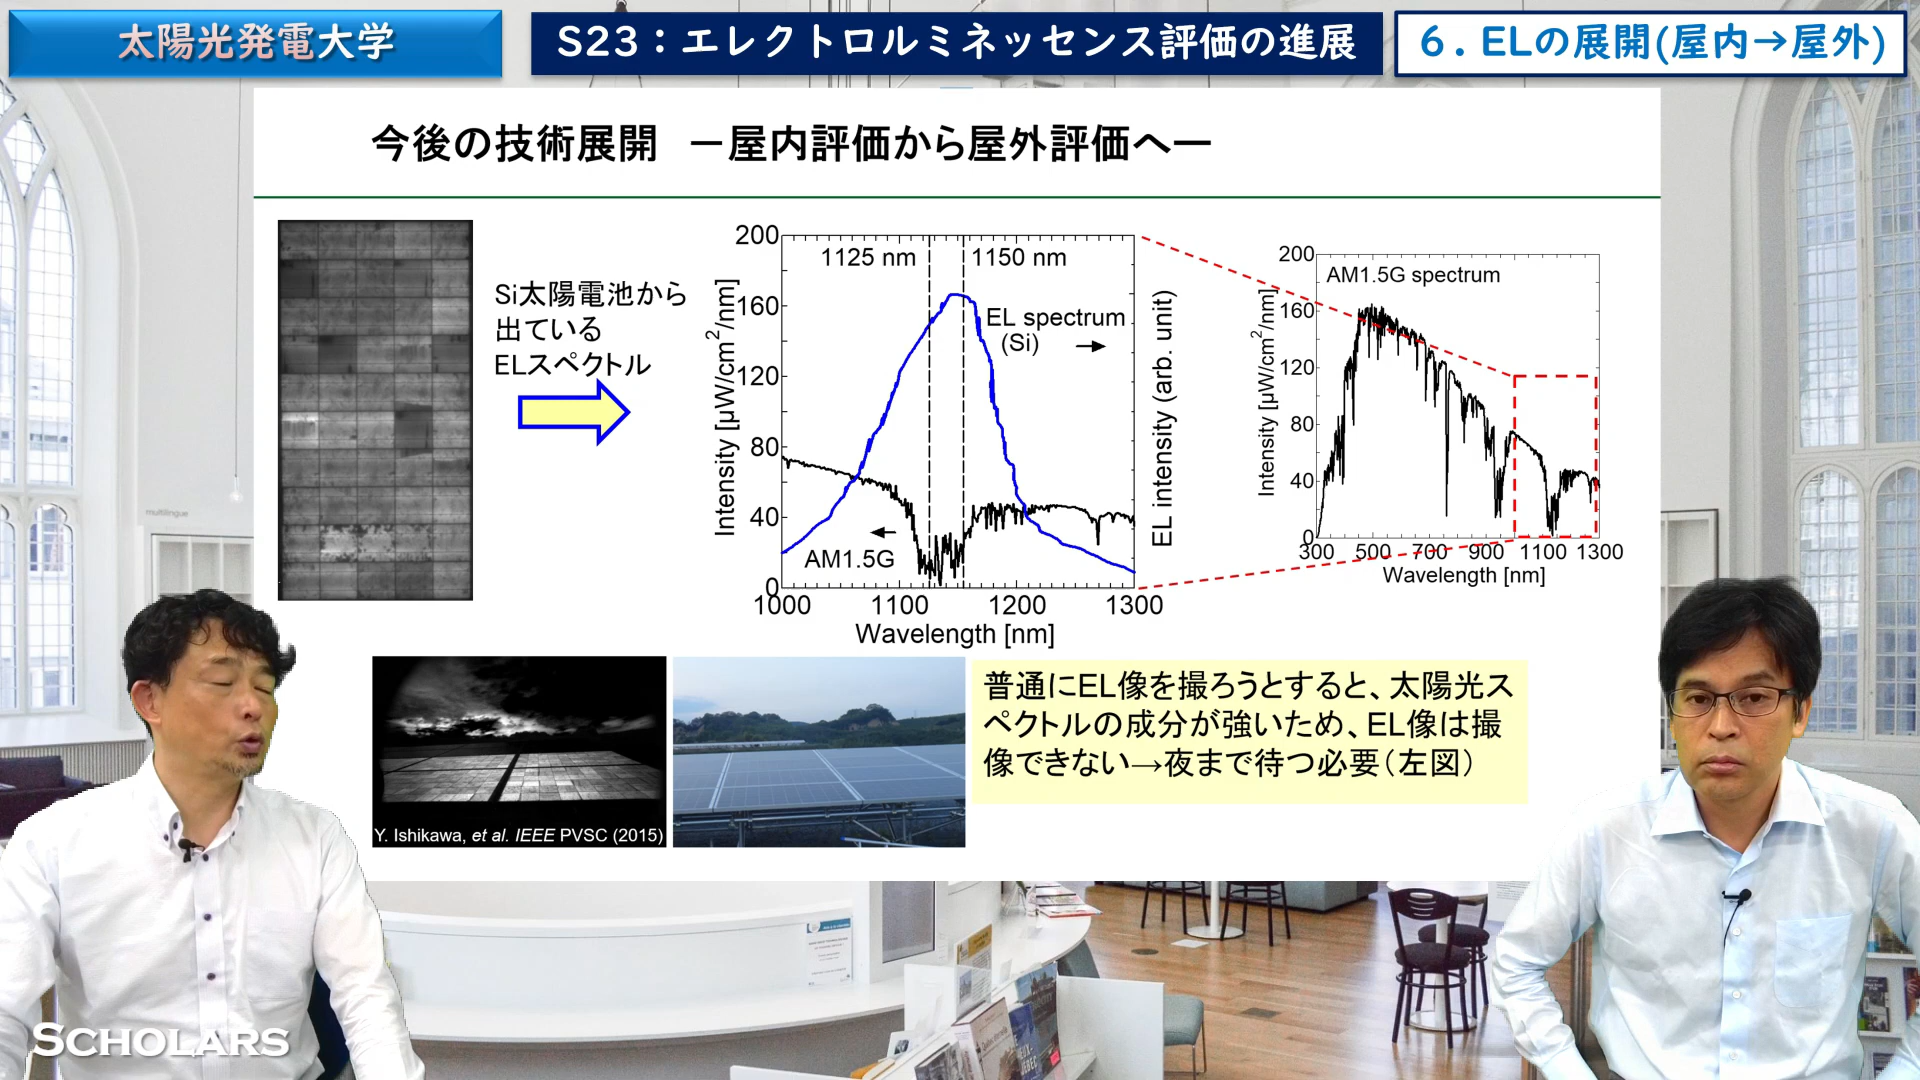 太陽光発電大学
S23：エレクトロルミネッセンス評価の進展
６．ELの展開(屋内→屋外)
今後の技術展開　－屋内評価から屋外評価へー
Si太陽電池から
出ている
ELスペクトル
200
160
120
80
40
0
1000
1100
1200
1300
Wavelength [nm]
Intensity [μW/cm²/nm]
1125 nm
1150 nm
EL spectrum
(Si)
AM1.5G
EL intensity (arb. unit)
AM1.5G spectrum
200
160
120
80
40
0
300
500
700
900
1100
1300
Wavelength [nm]
Intensity [μW/cm²/nm]
Y. Ishikawa, et al. IEEE PVSC (2015)
普通にEL像を撮ろうとすると、太陽光ス
ペクトルの成分が強いため、EL像は撮
像できない→夜まで待つ必要（左図）
multilingue
SCHOLARS